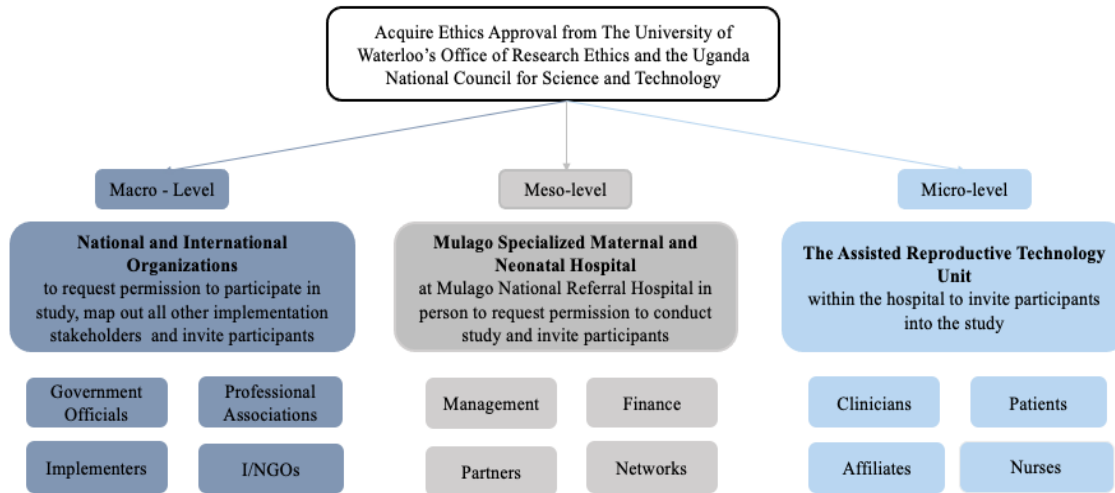 Acquire Ethics Approval from The University of
Waterloo's Office of Research Ethics and the Uganda
National Council for Science and Technology
Macro - Level
National and International
Organizations
to request permission to participate in
study, map out all other implementation
stakeholders and invite participants
Government
Officials
Professional
Associations
Implementers
I/NGOs
Meso-level
Mulago Specialized Maternal and
Neonatal Hospital
at Mulago National Referral Hospital in
person to request permission to conduct
study and invite participants
Management
Finance
Partners
Networks
Micro-level
The Assisted Reproductive Technology
Unit
within the hospital to invite participants
into the study
Clinicians
Patients
Affiliates
Nurses